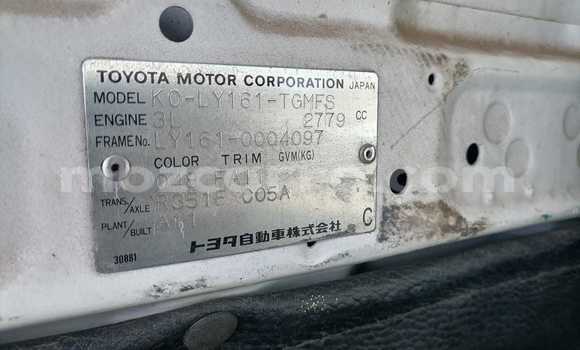 TOYOTA MOTOR CORPORATION JAPAN
MODEL KC-LY161-TGMFS
ENGINE 3L 2779 CC
FRAME No. LY161-0004097
COLOR TRIM GVM(KG)
TRANS/AXLE R351F C05A
PLANT/BUILT
トヨタ自動車株式会社 C
30881